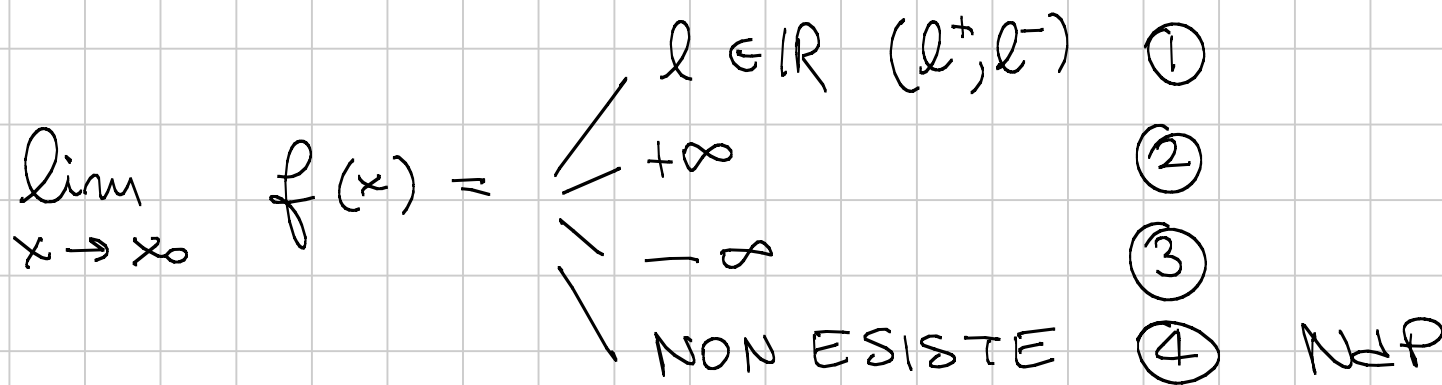 l ∈ ℝ (l⁺, l⁻) ①
+∞ ②
lim f(x) =
x → x₀
−∞ ③
NON ESISTE ④ NdP